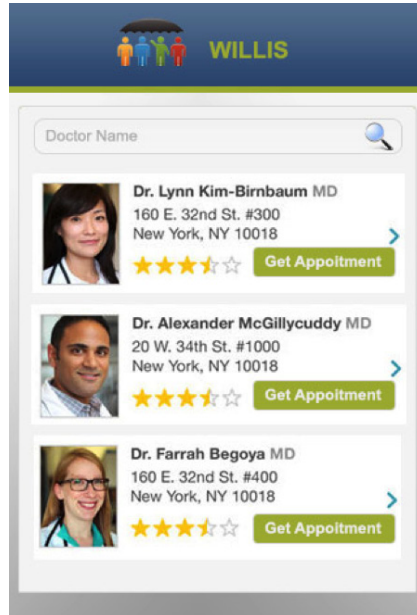 WILLIS
Doctor Name
Dr. Lynn Kim-Birnbaum MD
160 E. 32nd St. #300
New York, NY 10018
Get Appoitment
Dr. Alexander McGillycuddy MD
20 W. 34th St. #1000
New York, NY 10018
Get Appoitment
Dr. Farrah Begoya MD
160 E. 32nd St. #400
New York, NY 10018
Get Appoitment